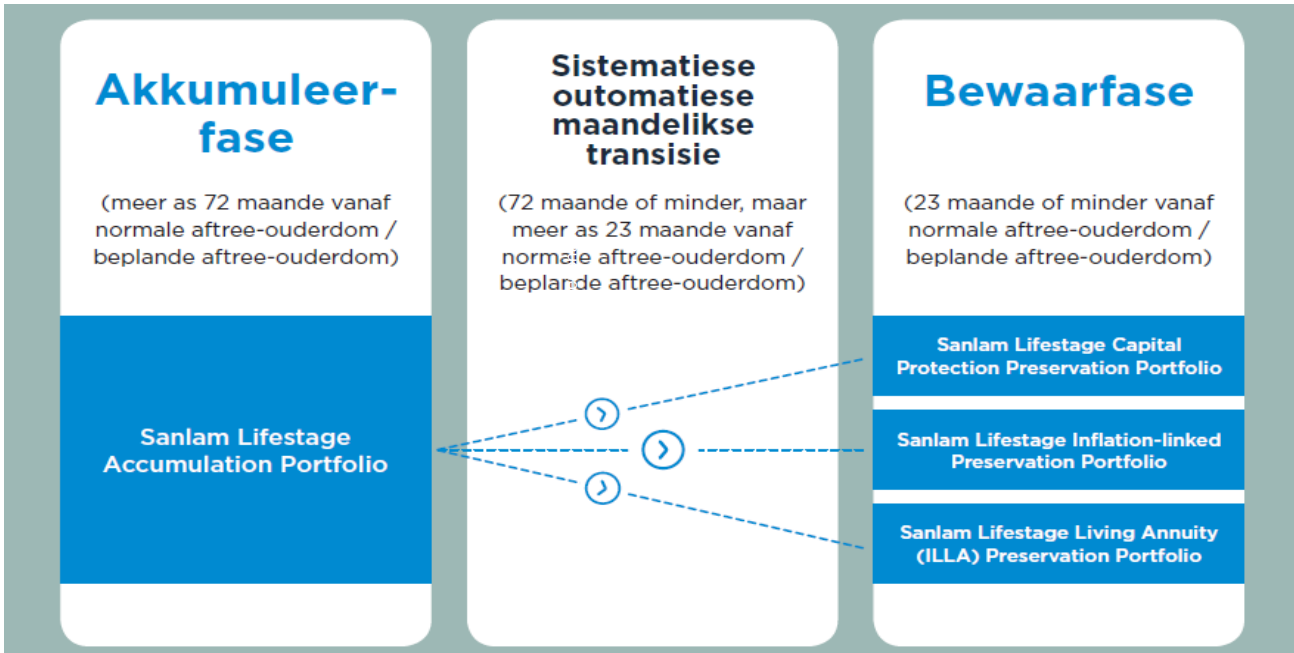 Akkumuleer-
fase
(meer as 72 maande vanaf
normale aftree-ouderdom /
beplande aftree-ouderdom)
Sanlam Lifestage
Accumulation Portfolio
Sistematiese
outomatiese
maandelikse
transisie
(72 maande of minder, maar
meer as 23 maande vanaf
normale aftree-ouderdom /
beplande aftree-ouderdom)
Bewaarfase
(23 maande of minder vanaf
normale aftree-ouderdom /
beplande aftree-ouderdom)
Sanlam Lifestage Capital
Protection Preservation Portfolio
Sanlam Lifestage Inflation-linked
Preservation Portfolio
Sanlam Lifestage Living Annuity
(ILLA) Preservation Portfolio